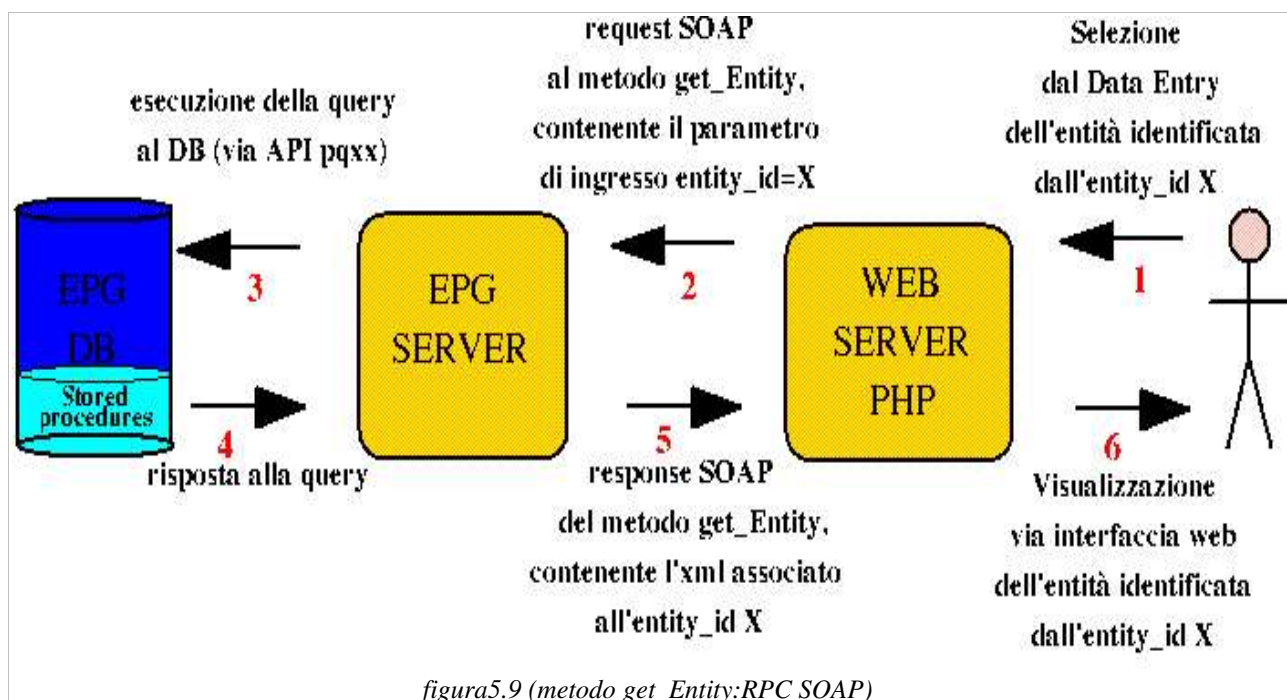 request SOAP
al metodo get_Entity,
contenente il parametro
di ingresso entity_id=X
Selezione
dal Data Entry
dell'entità identificata
dall'entity_id X
esecuzione della query
al DB (via API pqxx)
3
2
1
EPG
DB
Stored
procedures
EPG
SERVER
WEB
SERVER
PHP
4
risposta alla query
5
response SOAP
del metodo get_Entity,
contenente l'xml associato
all'entity_id X
6
Visualizzazione
via interfaccia web
dell'entità identificata
dall'entity_id X
figura5.9 (metodo get_Entity:RPC SOAP)